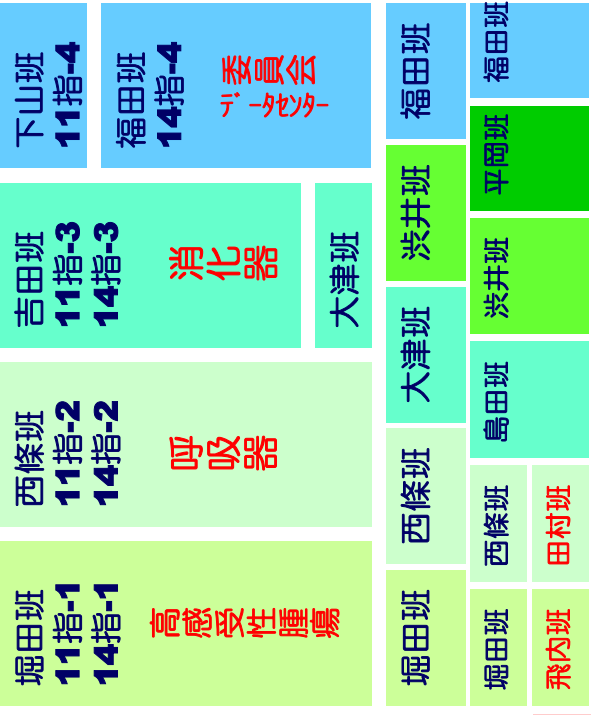 下山班
11指-4
福田班
14指-4
委員会
ﾃﾞｰﾀｾﾝﾀｰ
福田班
福田班
平岡班
吉田班
11指-3
14指-3
消化器
大津班
渋井班
渋井班
西條班
11指-2
14指-2
呼吸器
大津班
島田班
西條班
西條班
田村班
堀田班
11指-1
14指-1
高感受性腫瘍
堀田班
堀田班
飛内班